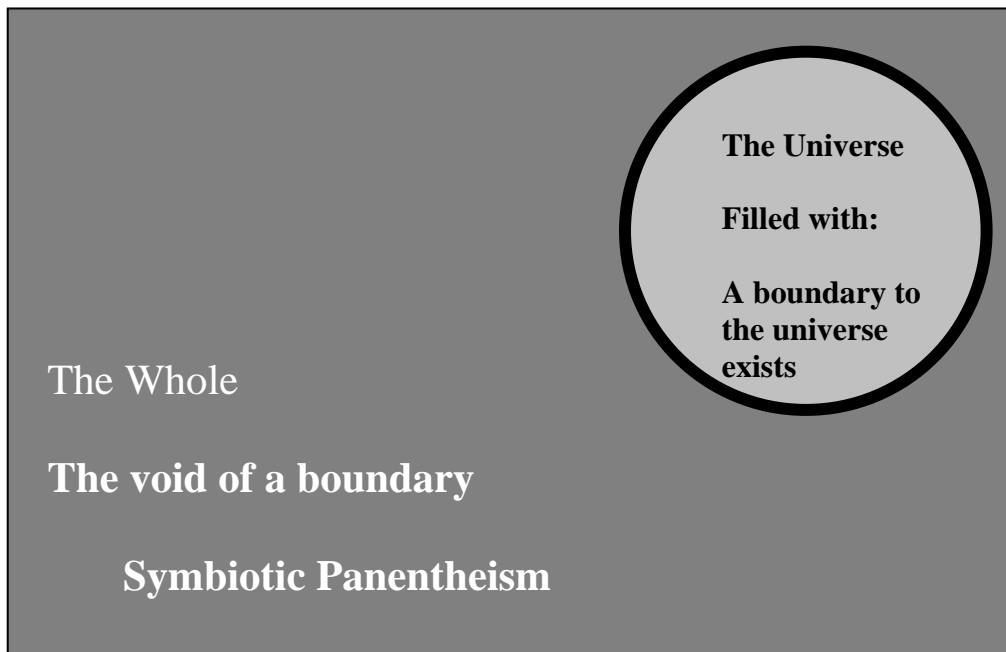 The Universe
Filled with:
A boundary to
the universe
exists
The Whole
The void of a boundary
Symbiotic Panentheism